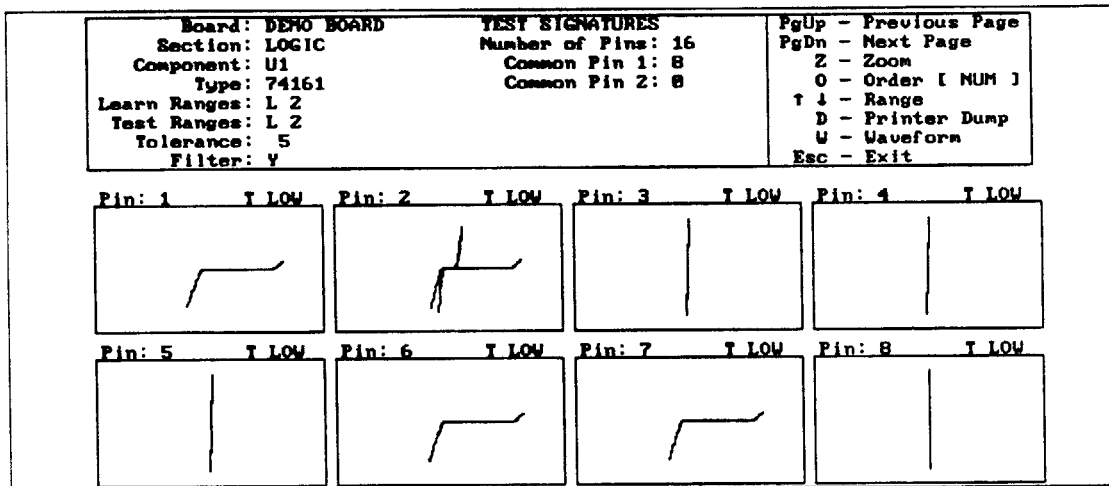 Board: DEMO BOARD TEST SIGNATURES PgUp - Previous Page
Section: LOGIC Number of Pins: 16 PgDn - Next Page
Component: U1 Common Pin 1: 8 Z - Zoom
Type: 74161 Common Pin 2: 0 O - Order [ NUM ]
Learn Ranges: L 2 ↑ ↓ - Range
Test Ranges: L 2 D - Printer Dump
Tolerance: 5 W - Waveform
Filter: Y Esc - Exit
Pin: 1 T LOW Pin: 2 T LOW Pin: 3 T LOW Pin: 4 T LOW
Pin: 5 T LOW Pin: 6 T LOW Pin: 7 T LOW Pin: 8 T LOW